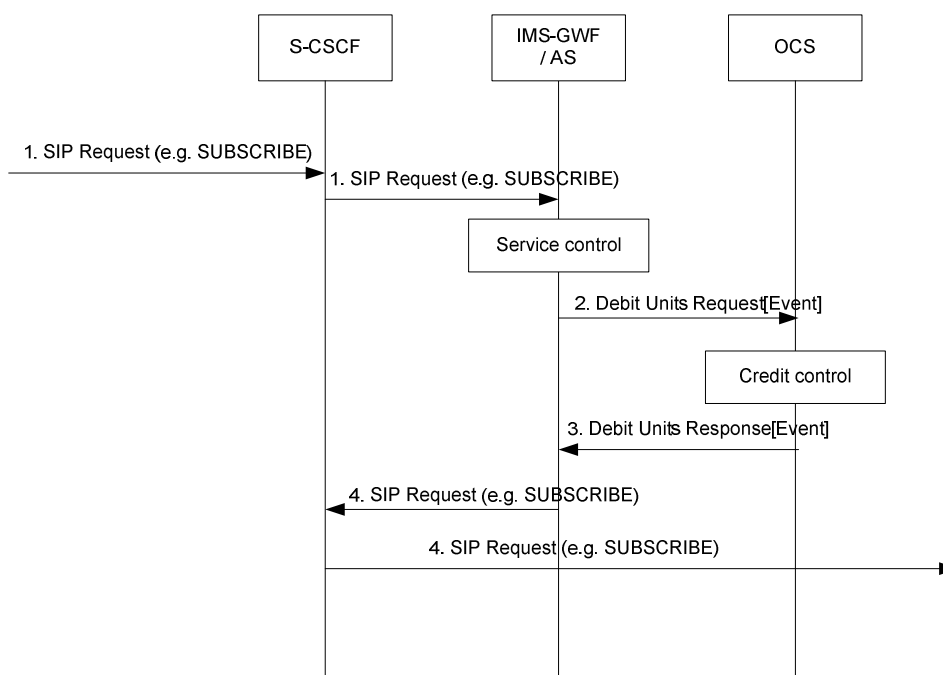 S-CSCF
IMS-GWF
/ AS
OCS
1. SIP Request (e.g. SUBSCRIBE)
1. SIP Request (e.g. SUBSCRIBE)
Service control
2. Debit Units Request[Event]
Credit control
3. Debit Units Response[Event]
4. SIP Request (e.g. SUBSCRIBE)
4. SIP Request (e.g. SUBSCRIBE)